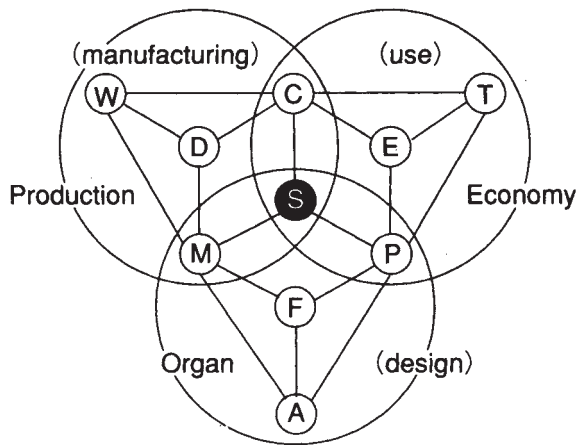 (manufacturing) (use)
W C T
D E
Production S Economy
M P
F
Organ (design)
A